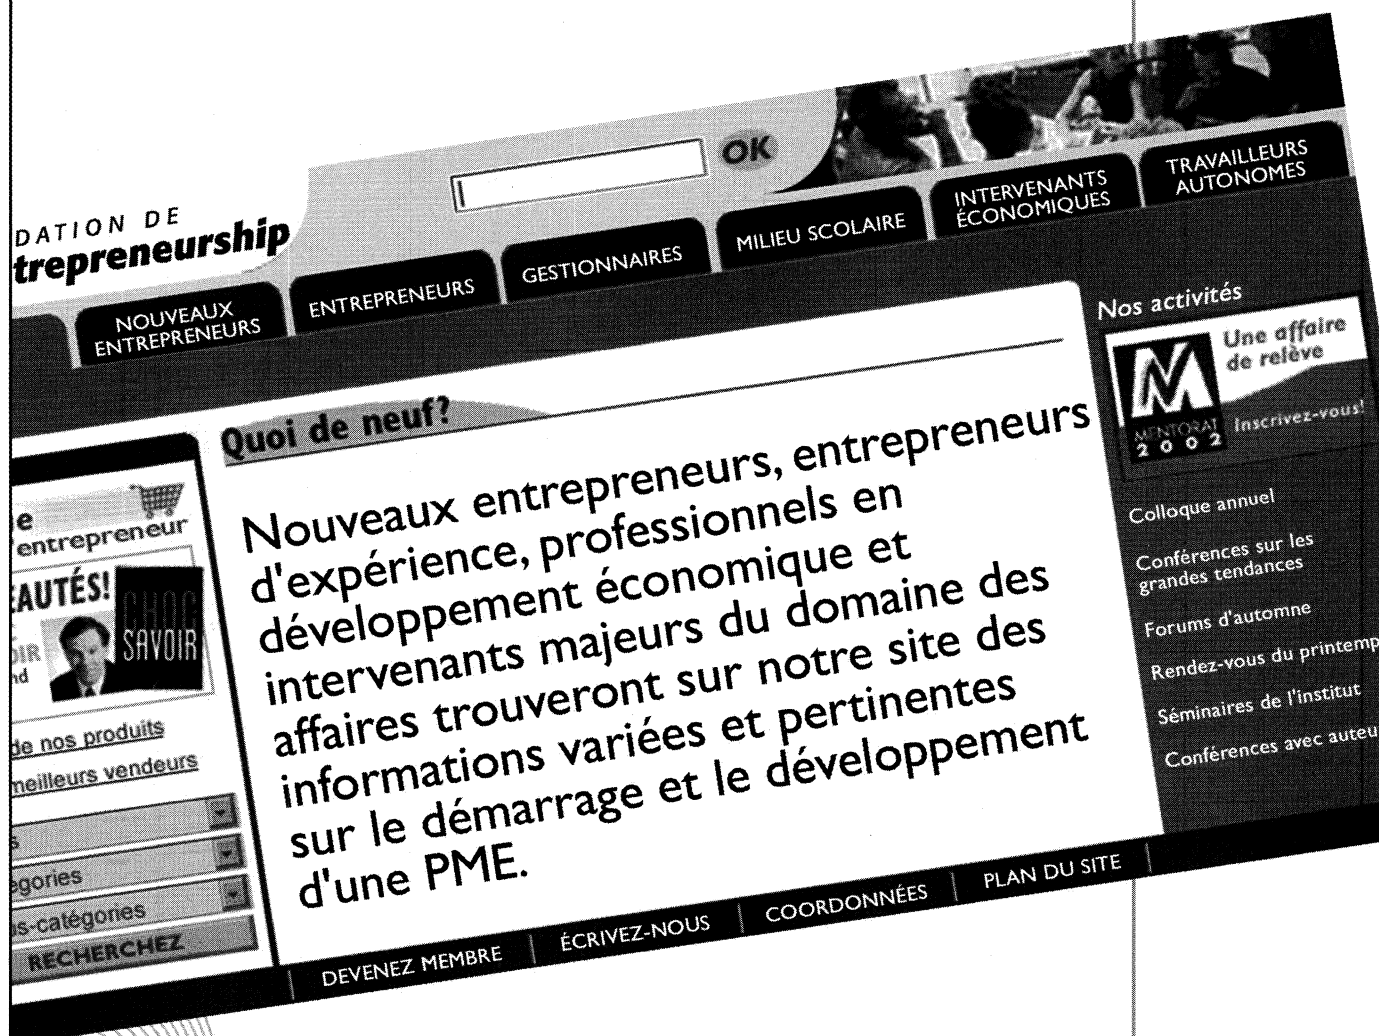 DATION DE
trepreneurship
OK
NOUVEAUX
ENTREPRENEURS
ENTREPRENEURS
GESTIONNAIRES
MILIEU SCOLAIRE
INTERVENANTS
ÉCONOMIQUES
TRAVAILLEURS
AUTONOMES
e
'entrepreneur
EAUTÉS!
CHOC
SAVOIR
OIR
nd
de nos produits
meilleurs vendeurs
s
égories
is-catégories
RECHERCHEZ
Quoi de neuf?
Nouveaux entrepreneurs, entrepreneurs
d'expérience, professionnels en
développement économique et
intervenants majeurs du domaine des
affaires trouveront sur notre site des
informations variées et pertinentes
sur le démarrage et le développement
d'une PME.
Nos activités
Une affaire
de relève
MENTORAT
2002
Inscrivez-vous!
Colloque annuel
Conférences sur les
grandes tendances
Forums d'automne
Rendez-vous du printemp
Séminaires de l'institut
Conférences avec auteu
DEVENEZ MEMBRE
ÉCRIVEZ-NOUS
COORDONNÉES
PLAN DU SITE